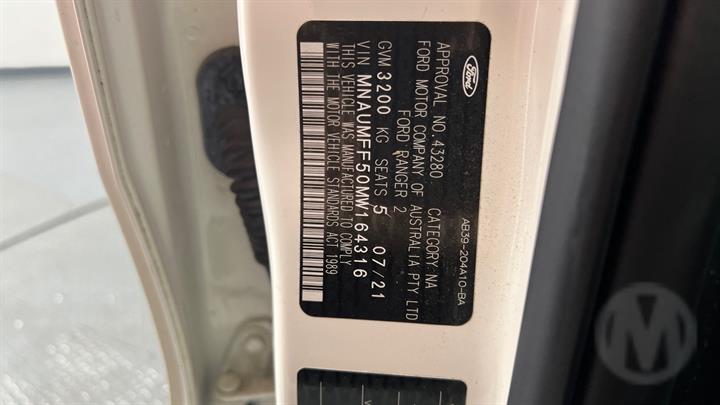 Ford
AB39-204A10-BA
APPROVAL NO.43280 CATEGORY NA
FORD MOTOR COMPANY OF AUSTRALIA PTY LTD
FORD RANGER 2
GVM 3200 KG SEATS 5 07/21
VIN MNAUMFF50MW164316
THIS VEHICLE WAS MANUFACTURED TO COMPLY
WITH THE MOTOR VEHICLE STANDARDS ACT 1989
M